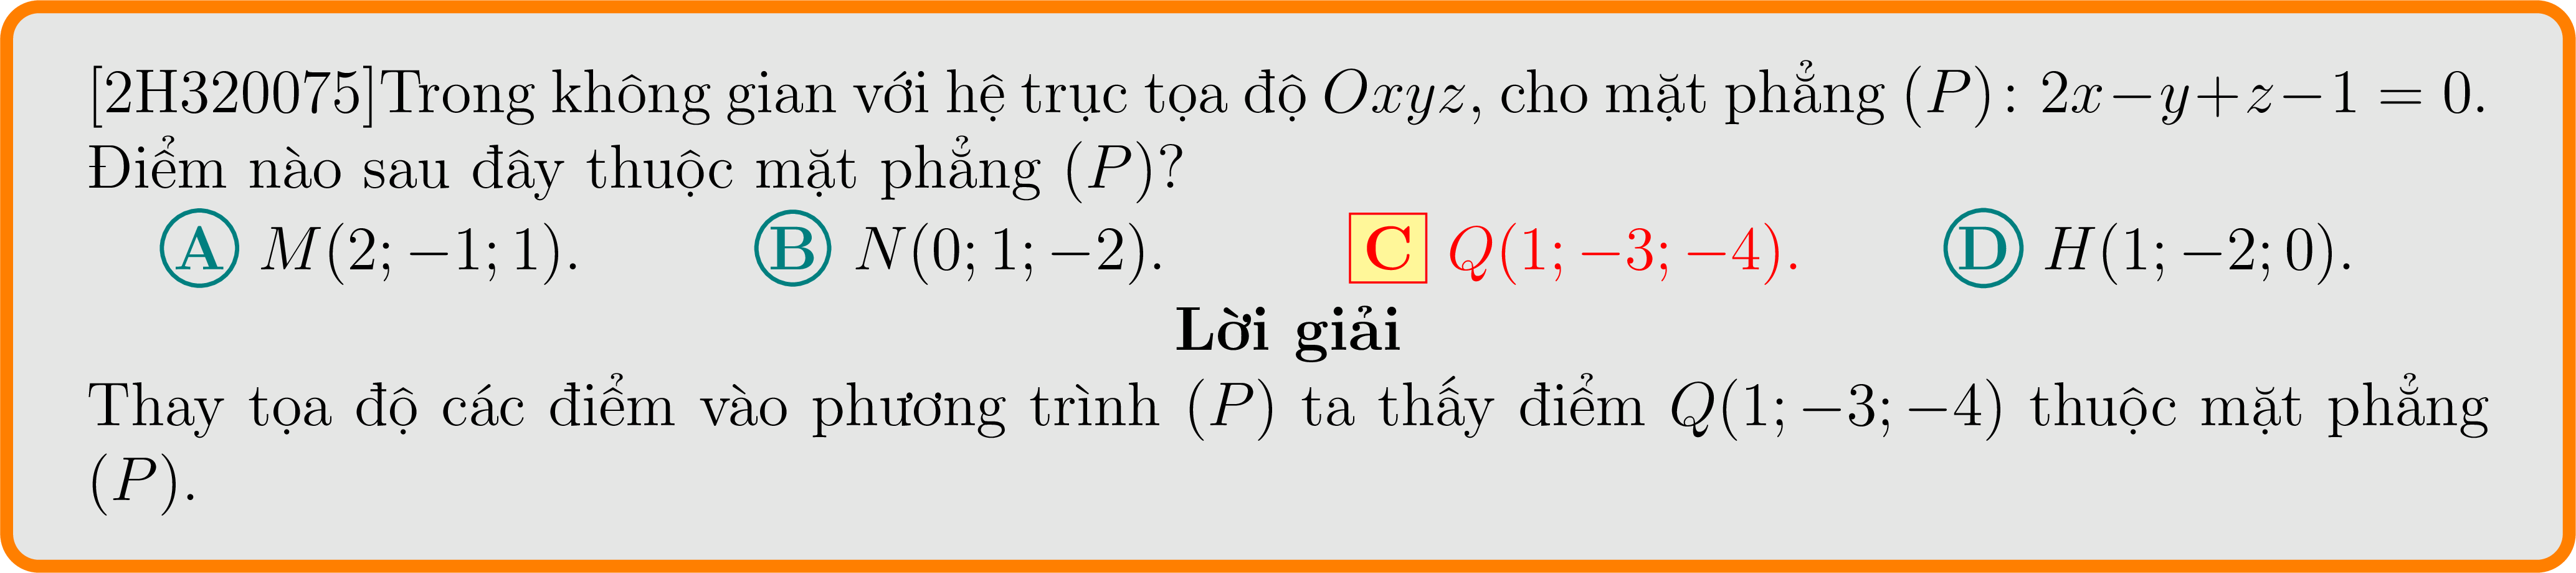 [2H320075]Trong không gian với hệ trục tọa độ Oxyz, cho mặt phẳng (P): 2x−y+z−1 = 0.
Điểm nào sau đây thuộc mặt phẳng (P)?
A M(2; −1; 1). B N(0; 1; −2). C Q(1; −3; −4). D H(1; −2; 0).
Lời giải
Thay tọa độ các điểm vào phương trình (P) ta thấy điểm Q(1; −3; −4) thuộc mặt phẳng
(P).